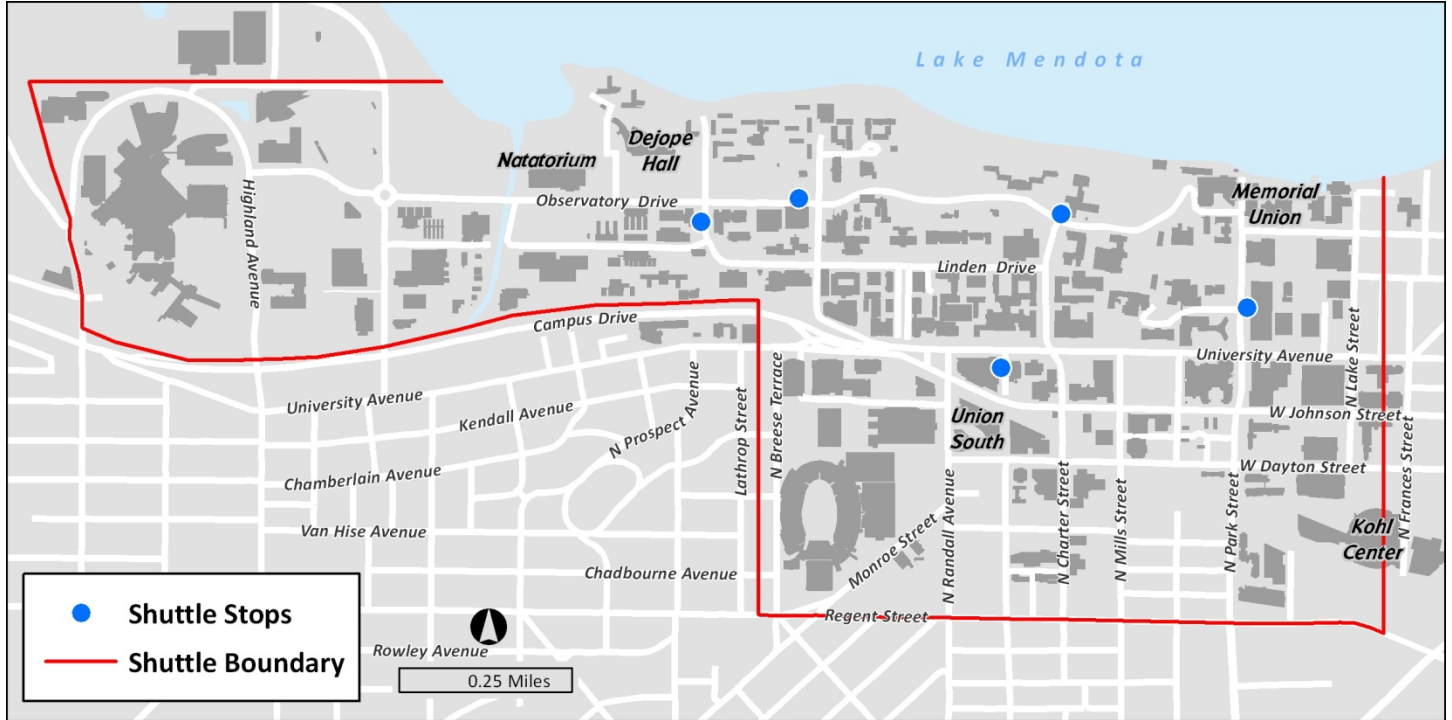 Lake Mendota
Dejope
Hall
Natatorium
Memorial
Union
Observatory Drive
Highland Avenue
Linden Drive
Campus Drive
N Lake Street
University Avenue
University Avenue
Kendall Avenue
N Prospect Avenue
Lathrop Street
N Breese Terrace
Union
South
W Johnson Street
W Dayton Street
N Frances Street
Chamberlain Avenue
Van Hise Avenue
Chadbourne Avenue
Monroe Street
N Randall Avenue
N Charter Street
N Mills Street
N Park Street
Kohl
Center
Regent Street
Rowley Avenue
Shuttle Stops
Shuttle Boundary
0.25 Miles